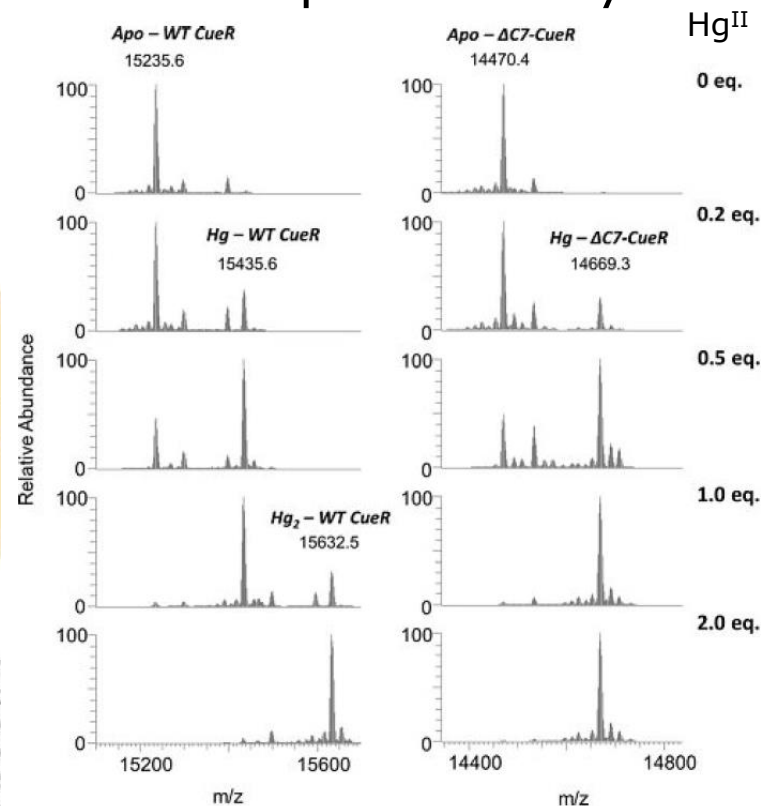 Hg^II
Apo – WT CueR
15235.6
Apo – ΔC7-CueR
14470.4
0 eq.
100
0
100
0
0.2 eq.
100
Hg – WT CueR
15435.6
0
100
Hg – ΔC7-CueR
14669.3
0
0.5 eq.
100
0
100
0
Relative Abundance
1.0 eq.
100
Hg₂ – WT CueR
15632.5
0
100
0
2.0 eq.
100
0
100
0
15200
15600
14400
14800
m/z
m/z